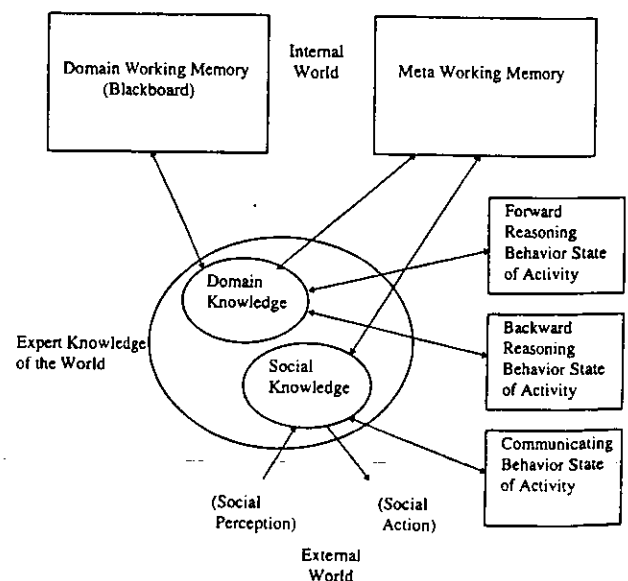 Domain Working Memory
(Blackboard)
Internal
World
Meta Working Memory
Forward
Reasoning
Behavior State
of Activity
Domain
Knowledge
Expert Knowledge
of the World
Backward
Reasoning
Behavior State
of Activity
Social
Knowledge
Communicating
Behavior State
of Activity
(Social
Perception)
(Social
Action)
External
World